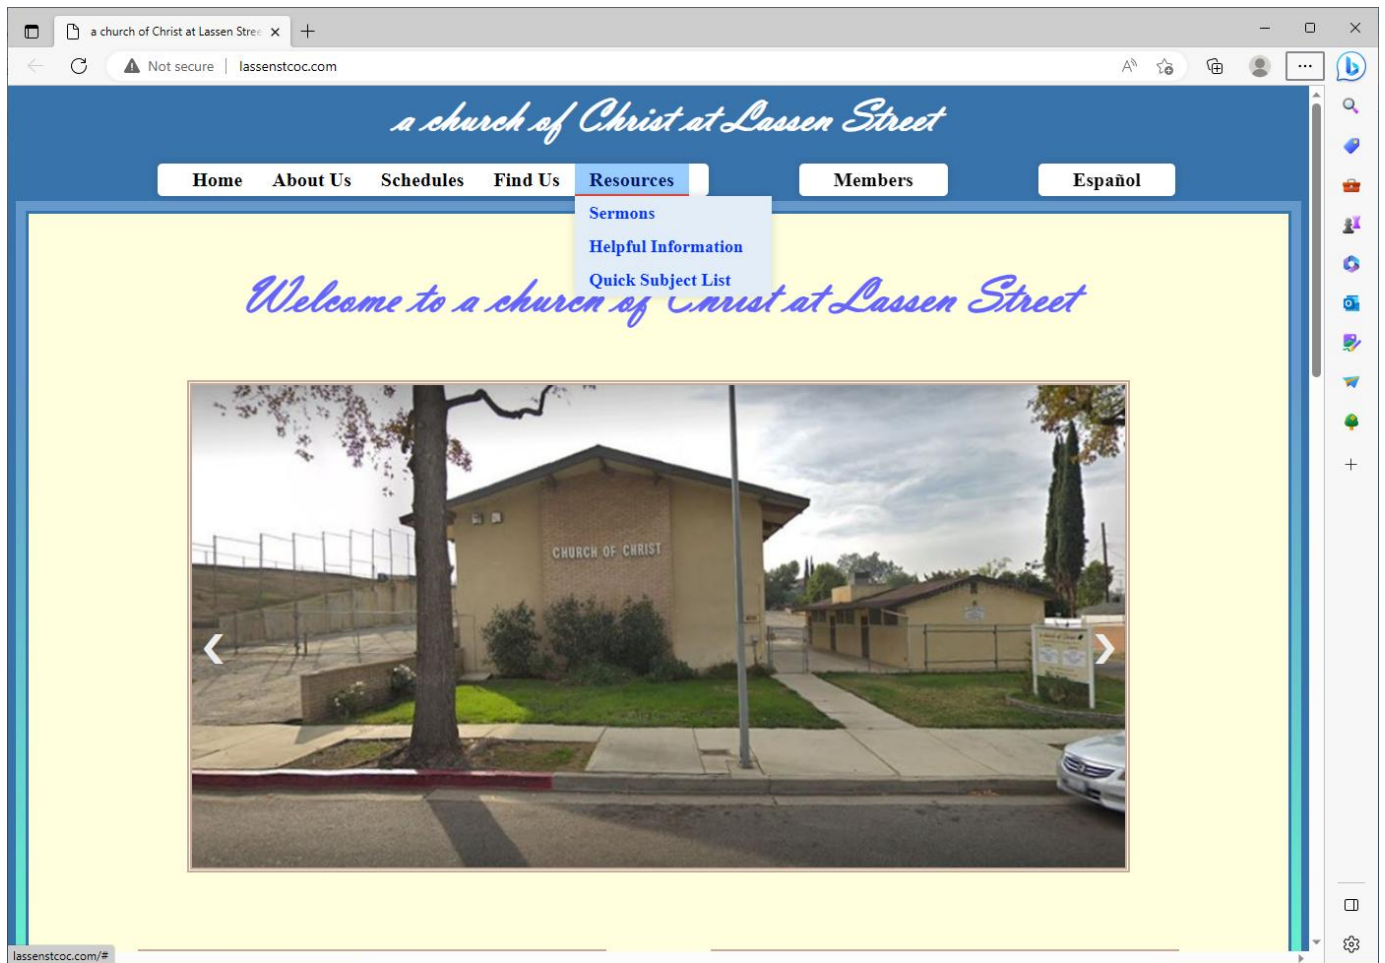 a church of Christ at Lassen Stree
Not secure
lassenstcoc.com
a church of Christ at Lassen Street
Home
About Us
Schedules
Find Us
Resources
Members
Español
Sermons
Helpful Information
Quick Subject List
Welcome to a church of Christ at Lassen Street
CHURCH OF CHRIST
lassenstcoc.com/#